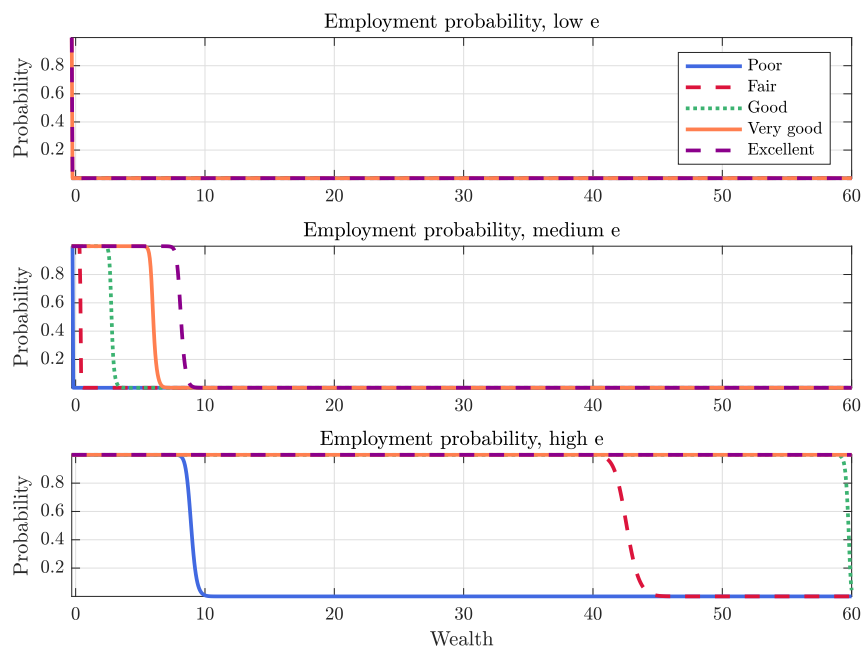 Employment probability, low e
Probability
0.8
0.6
0.4
0.2
Poor
Fair
Good
Very good
Excellent
0 10 20 30 40 50 60
Employment probability, medium e
Probability
0.8
0.6
0.4
0.2
0 10 20 30 40 50 60
Employment probability, high e
Probability
0.8
0.6
0.4
0.2
0 10 20 30 40 50 60
Wealth